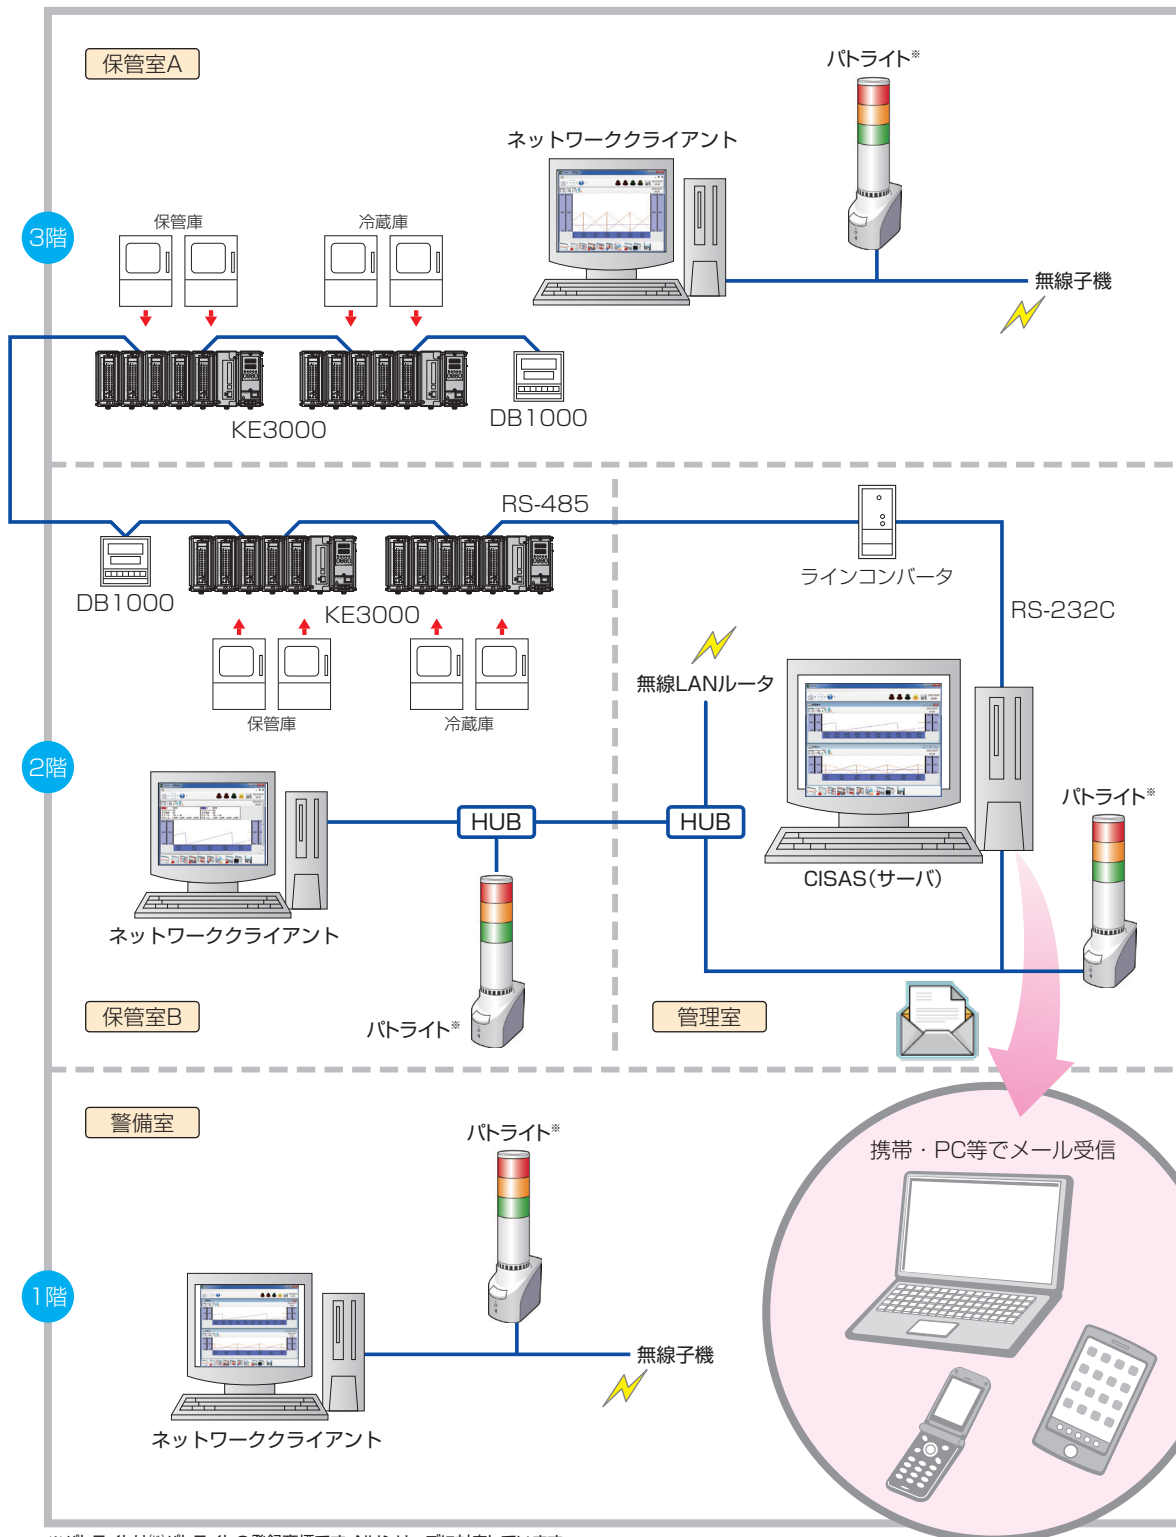 保管室A
パトライト※
ネットワーククライアント
3階
保管庫
冷蔵庫
無線子機
KE3000
DB1000
RS-485
ラインコンバータ
DB1000
KE3000
RS-232C
保管庫
冷蔵庫
無線LANルータ
2階
HUB
HUB
パトライト※
CISAS(サーバ)
ネットワーククライアント
保管室B
パトライト※
管理室
警備室
パトライト※
携帯・PC等でメール受信
1階
無線子機
ネットワーククライアント